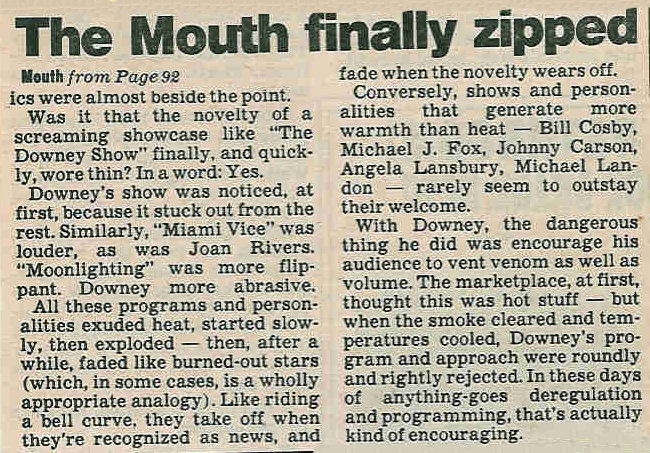 The Mouth finally zipped
Mouth from Page 92
ics were almost beside the point.
Was it that the novelty of a
screaming showcase like "The
Downey Show" finally, and quick-
ly, wore thin? In a word: Yes.
Downey's show was noticed, at
first, because it stuck out from the
rest. Similarly, "Miami Vice" was
louder, as was Joan Rivers.
"Moonlighting" was more flip-
pant. Downey more abrasive.
All these programs and person-
alities exuded heat, started slow-
ly, then exploded — then, after a
while, faded like burned-out stars
(which, in some cases, is a wholly
appropriate analogy). Like riding
a bell curve, they take off when
they're recognized as news, and
fade when the novelty wears off.
Conversely, shows and person-
alities that generate more
warmth than heat — Bill Cosby,
Michael J. Fox, Johnny Carson,
Angela Lansbury, Michael Lan-
don — rarely seem to outstay
their welcome.
With Downey, the dangerous
thing he did was encourage his
audience to vent venom as well as
volume. The marketplace, at first,
thought this was hot stuff — but
when the smoke cleared and tem-
peratures cooled, Downey's pro-
gram and approach were roundly
and rightly rejected. In these days
of anything-goes deregulation
and programming, that's actually
kind of encouraging.